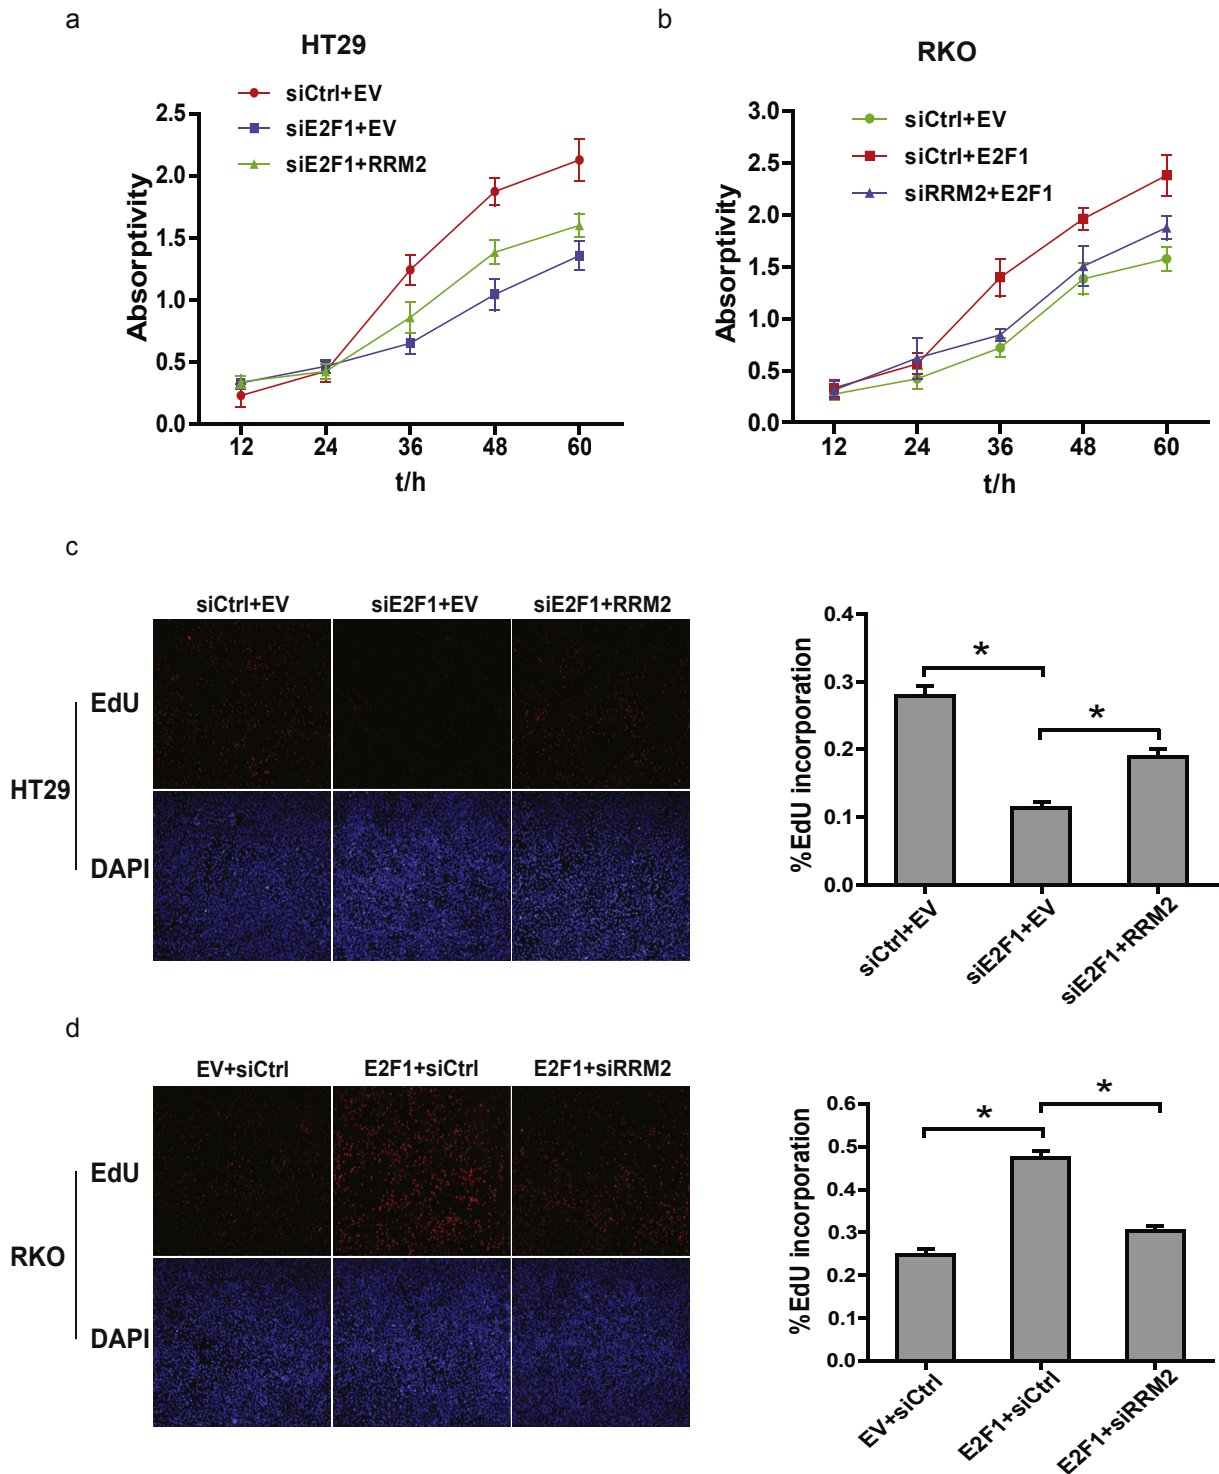 a
HT29
siCtrl+EV
siE2F1+EV
siE2F1+RRM2
Absorptivity
2.5
2.0
1.5
1.0
0.5
0.0
12 24 36 48 60
t/h
b
RKO
siCtrl+EV
siCtrl+E2F1
siRRM2+E2F1
Absorptivity
3.0
2.5
2.0
1.5
1.0
0.5
0.0
12 24 36 48 60
t/h
c
siCtrl+EV siE2F1+EV siE2F1+RRM2
HT29
EdU
DAPI
%EdU incorporation
0.4
0.3
0.2
0.1
0.0
*
*
siCtrl+EV
siE2F1+EV
siE2F1+RRM2
d
EV+siCtrl E2F1+siCtrl E2F1+siRRM2
RKO
EdU
DAPI
%EdU incorporation
0.6
0.5
0.4
0.3
0.2
0.1
0.0
*
*
EV+siCtrl
E2F1+siCtrl
E2F1+siRRM2